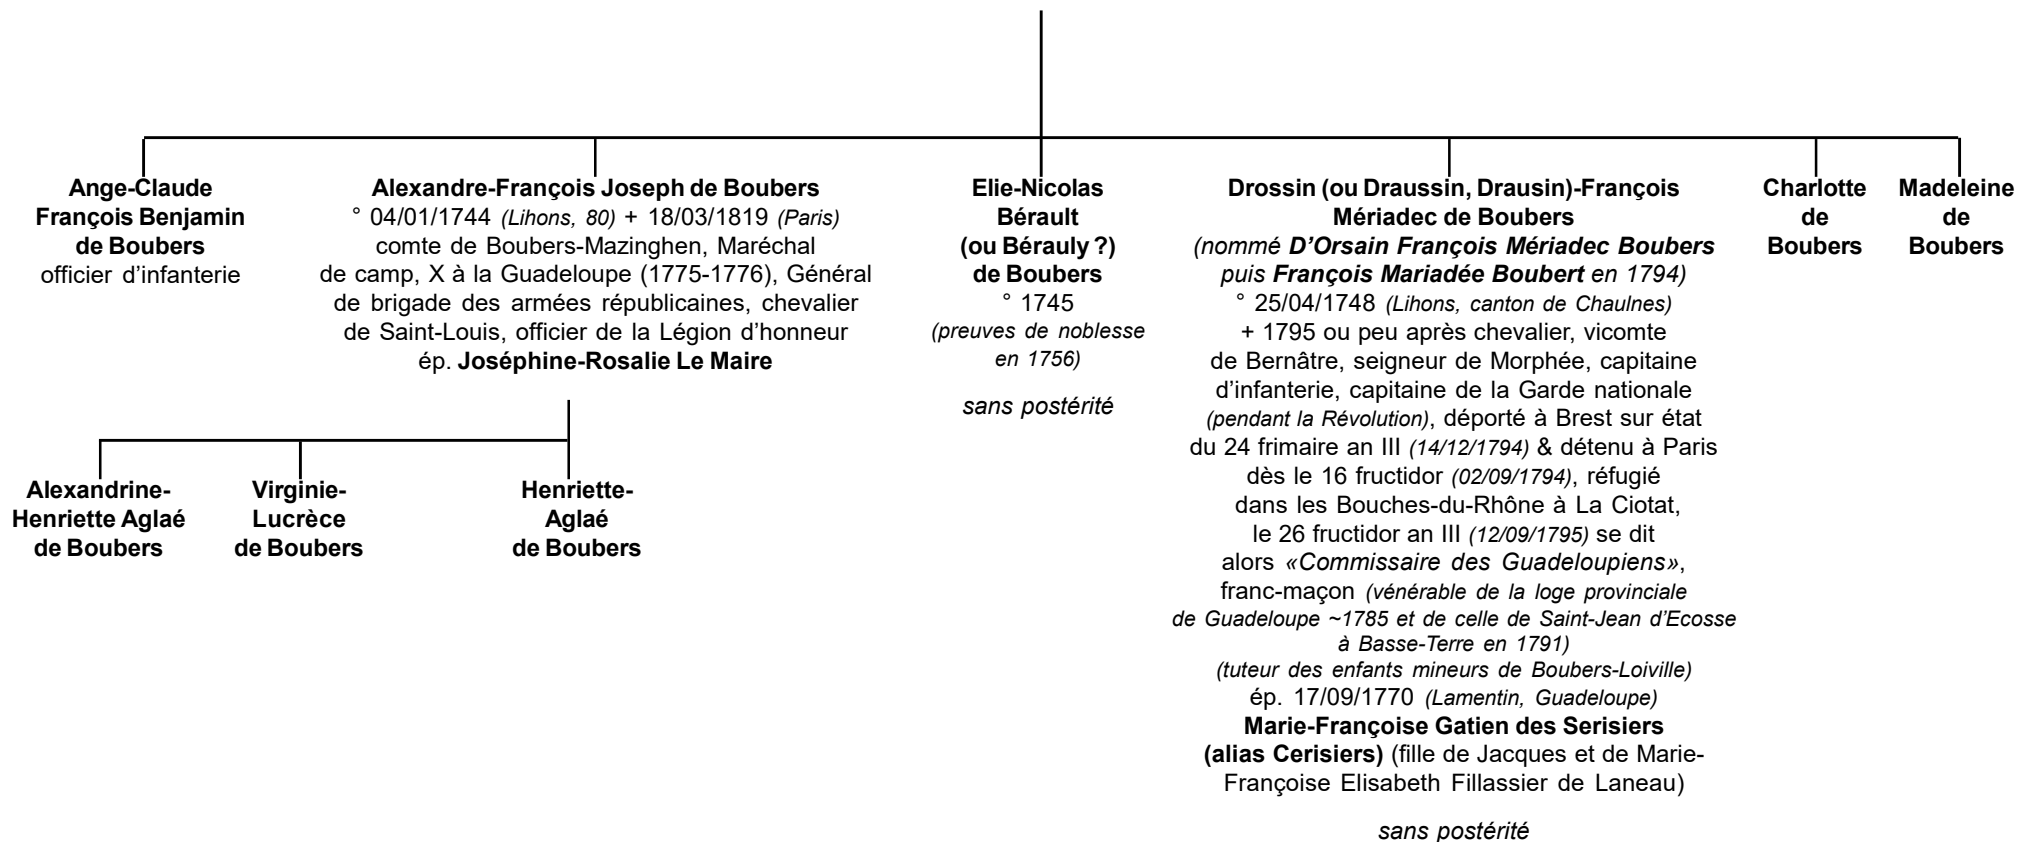 Ange-Claude
François Benjamin
de Boubers
officier d'infanterie
Alexandre-François Joseph de Boubers
° 04/01/1744 (Lihons, 80) + 18/03/1819 (Paris)
comte de Boubers-Mazinghen, Maréchal
de camp, X à la Guadeloupe (1775-1776), Général
de brigade des armées républicaines, chevalier
de Saint-Louis, officier de la Légion d'honneur
ép. Joséphine-Rosalie Le Maire
Elie-Nicolas
Bérault
(ou Bérauly ?)
de Boubers
° 1745
(preuves de noblesse
en 1756)
sans postérité
Drossin (ou Draussin, Drausin)-François
Mériadec de Boubers
(nommé D'Orsain François Mériadec Boubers
puis François Mariadée Boubert en 1794)
° 25/04/1748 (Lihons, canton de Chaulnes)
+ 1795 ou peu après chevalier, vicomte
de Bernâtre, seigneur de Morphée, capitaine
d'infanterie, capitaine de la Garde nationale
(pendant la Révolution), déporté à Brest sur état
du 24 frimaire an III (14/12/1794) & détenu à Paris
dès le 16 fructidor (02/09/1794), réfugié
dans les Bouches-du-Rhône à La Ciotat,
le 26 fructidor an III (12/09/1795) se dit
alors «Commissaire des Guadeloupiens»,
franc-maçon (vénérable de la loge provinciale
de Guadeloupe ~1785 et de celle de Saint-Jean d'Ecosse
à Basse-Terre en 1791)
(tuteur des enfants mineurs de Boubers-Loiville)
ép. 17/09/1770 (Lamentin, Guadeloupe)
Marie-Françoise Gatien des Serisiers
(alias Cerisiers) (fille de Jacques et de Marie-
Françoise Elisabeth Fillassier de Laneau)
sans postérité
Charlotte
de
Boubers
Madeleine
de
Boubers
Alexandrine-
Henriette Aglaé
de Boubers
Virginie-
Lucrèce
de Boubers
Henriette-
Aglaé
de Boubers